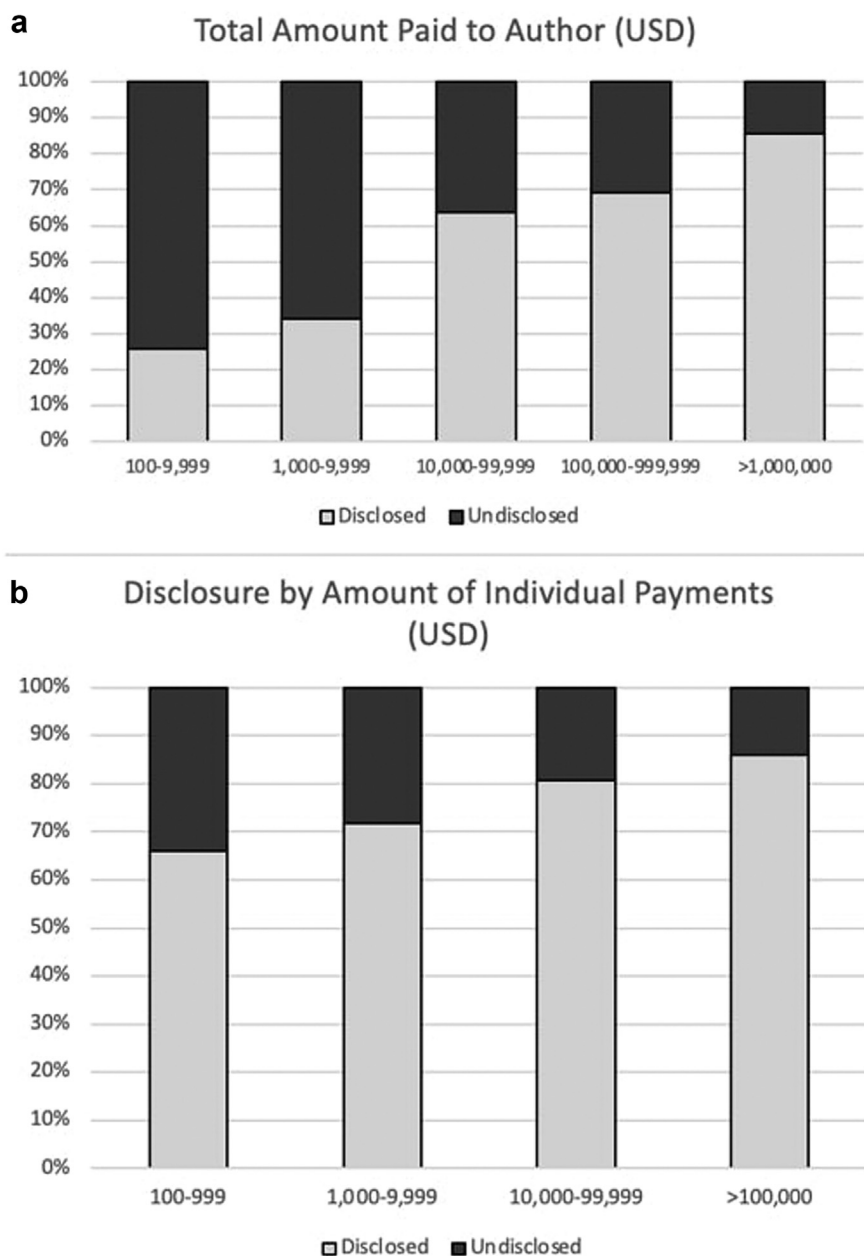 a
Total Amount Paid to Author (USD)
100%
90%
80%
70%
60%
50%
40%
30%
20%
10%
0%
100-9,999 1,000-9,999 10,000-99,999 100,000-999,999 >1,000,000
Disclosed Undisclosed
b
Disclosure by Amount of Individual Payments
(USD)
100%
90%
80%
70%
60%
50%
40%
30%
20%
10%
0%
100-999 1,000-9,999 10,000-99,999 >100,000
Disclosed Undisclosed